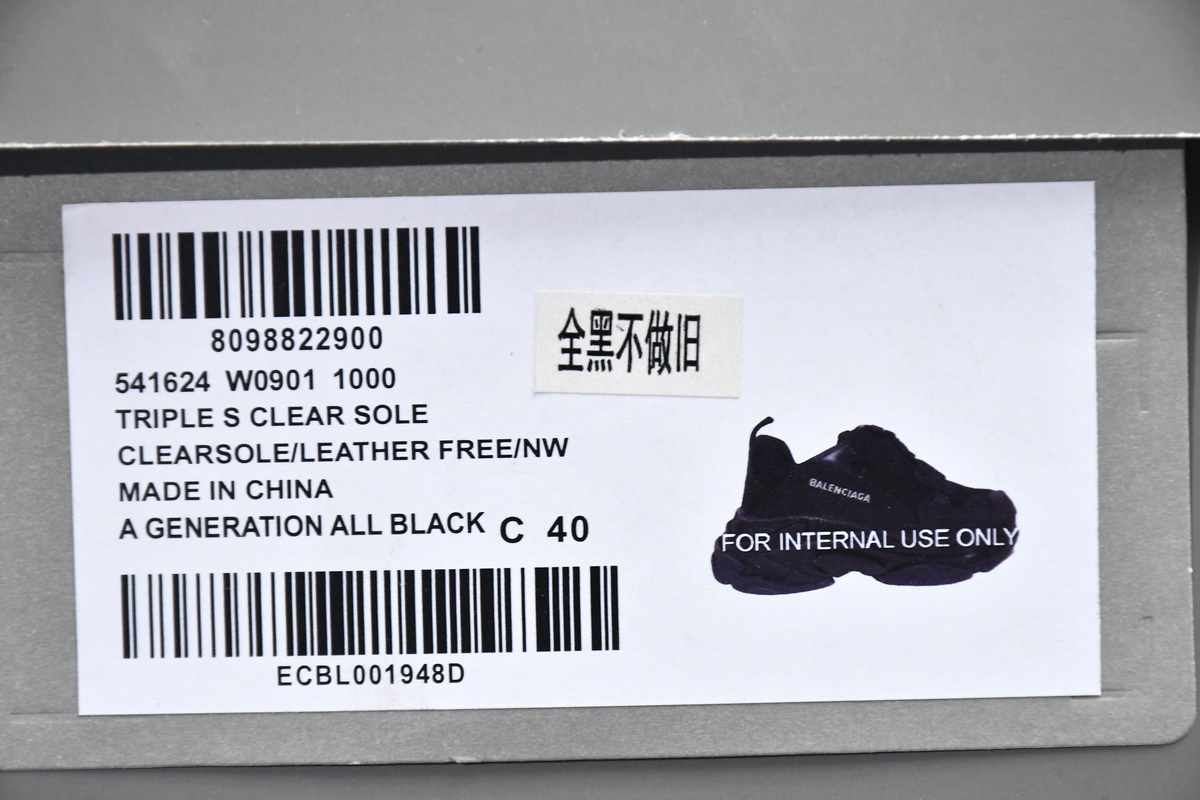 8098822900
541624 W0901 1000
TRIPLE S CLEAR SOLE
CLEARSOLE/LEATHER FREE/NW
MADE IN CHINA
A GENERATION ALL BLACK C 40
ECBL001948D
全黑不做旧
BALENCIAGA
FOR INTERNAL USE ONLY